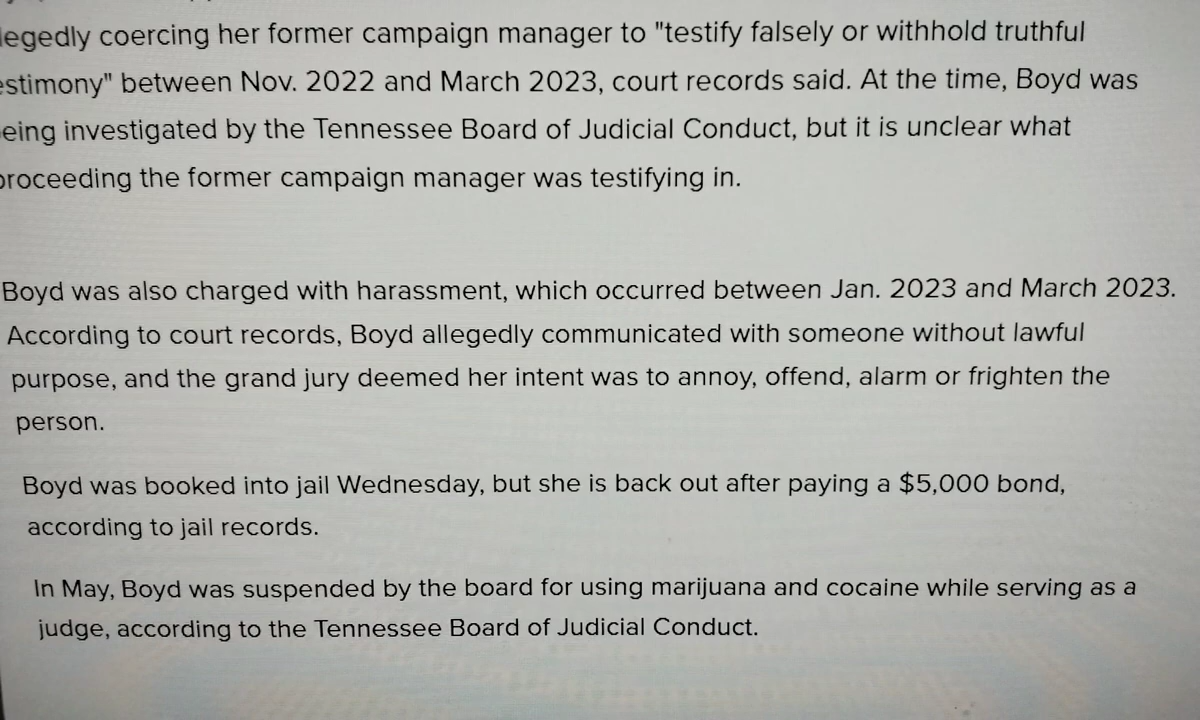 legedly coercing her former campaign manager to "testify falsely or withhold truthful
estimony" between Nov. 2022 and March 2023, court records said. At the time, Boyd was
eing investigated by the Tennessee Board of Judicial Conduct, but it is unclear what
proceeding the former campaign manager was testifying in.
Boyd was also charged with harassment, which occurred between Jan. 2023 and March 2023.
According to court records, Boyd allegedly communicated with someone without lawful
purpose, and the grand jury deemed her intent was to annoy, offend, alarm or frighten the
person.
Boyd was booked into jail Wednesday, but she is back out after paying a $5,000 bond,
according to jail records.
In May, Boyd was suspended by the board for using marijuana and cocaine while serving as a
judge, according to the Tennessee Board of Judicial Conduct.